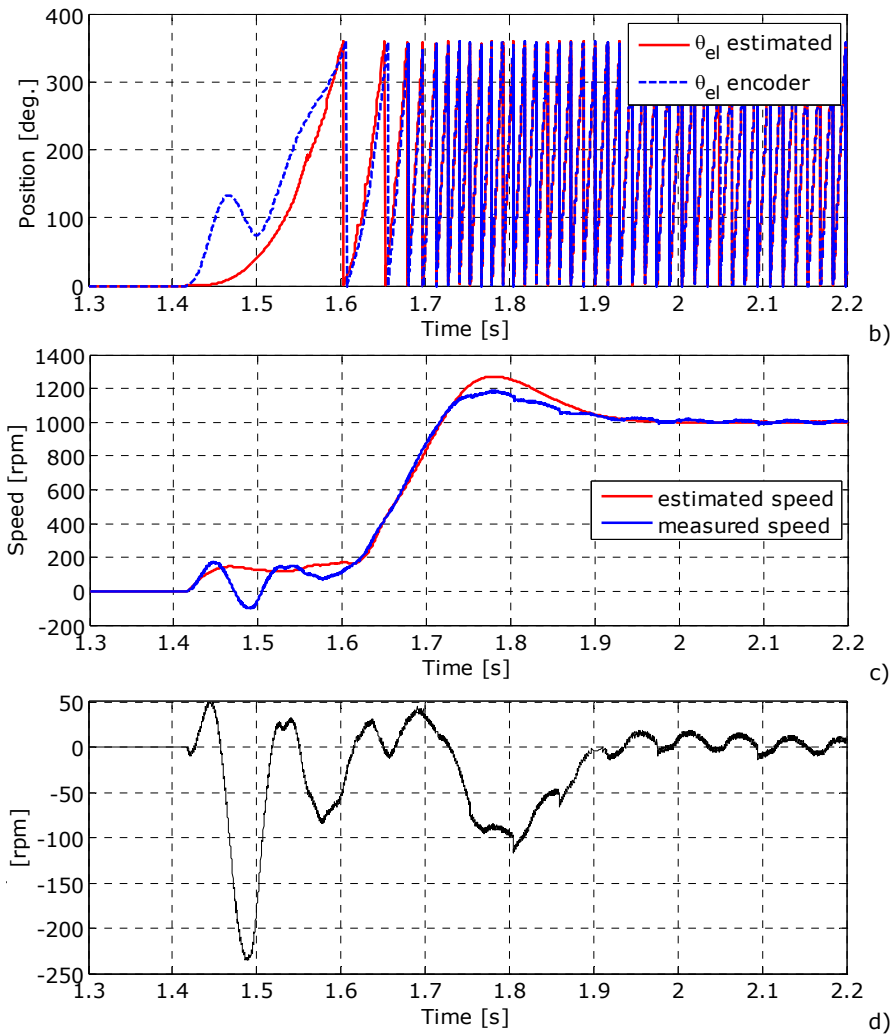 400
300
200
100
0
Position [deg.]
θel estimated
θel encoder
1.3 1.4 1.5 1.6 1.7 1.8 1.9 2 2.1 2.2
Time [s]
b)
1400
1200
1000
800
600
400
200
0
-200
Speed [rpm]
estimated speed
measured speed
1.3 1.4 1.5 1.6 1.7 1.8 1.9 2 2.1 2.2
Time [s]
c)
50
0
-50
-100
-150
-200
-250
[rpm]
1.3 1.4 1.5 1.6 1.7 1.8 1.9 2 2.1 2.2
Time [s]
d)